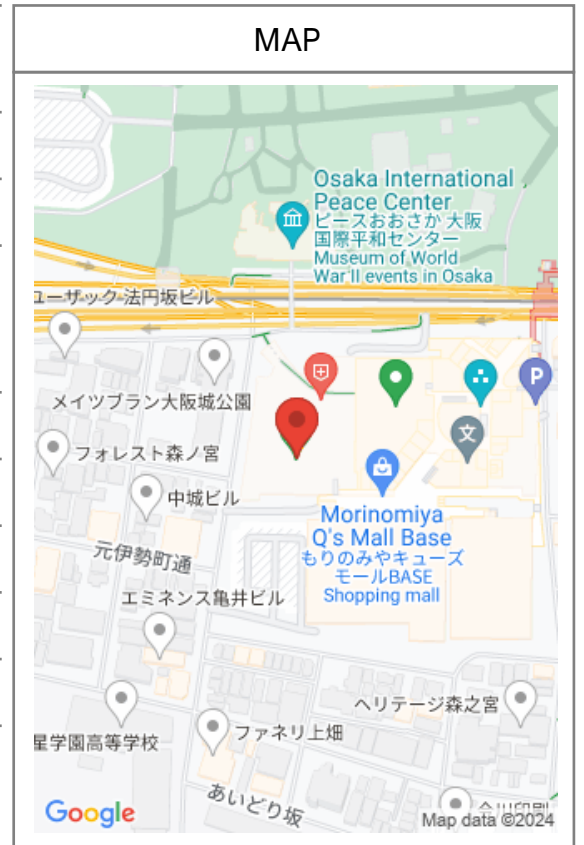 MAP
Osaka International
Peace Center
ピースおおさか 大阪
国際平和センター
Museum of World
War II events in Osaka
ユーザック 法円坂ビル
メイツブラン大阪城公園
P
文
フォレスト森ノ宮
中城ビル
Morinomiya
Q's Mall Base
もりのみやキューズ
モールBASE
Shopping mall
元伊勢町通
エミネンス亀井ビル
ヘリテージ森之宮
星学園高等学校
ファネリ上畑
あいどり坂
Google
Map data ©2024